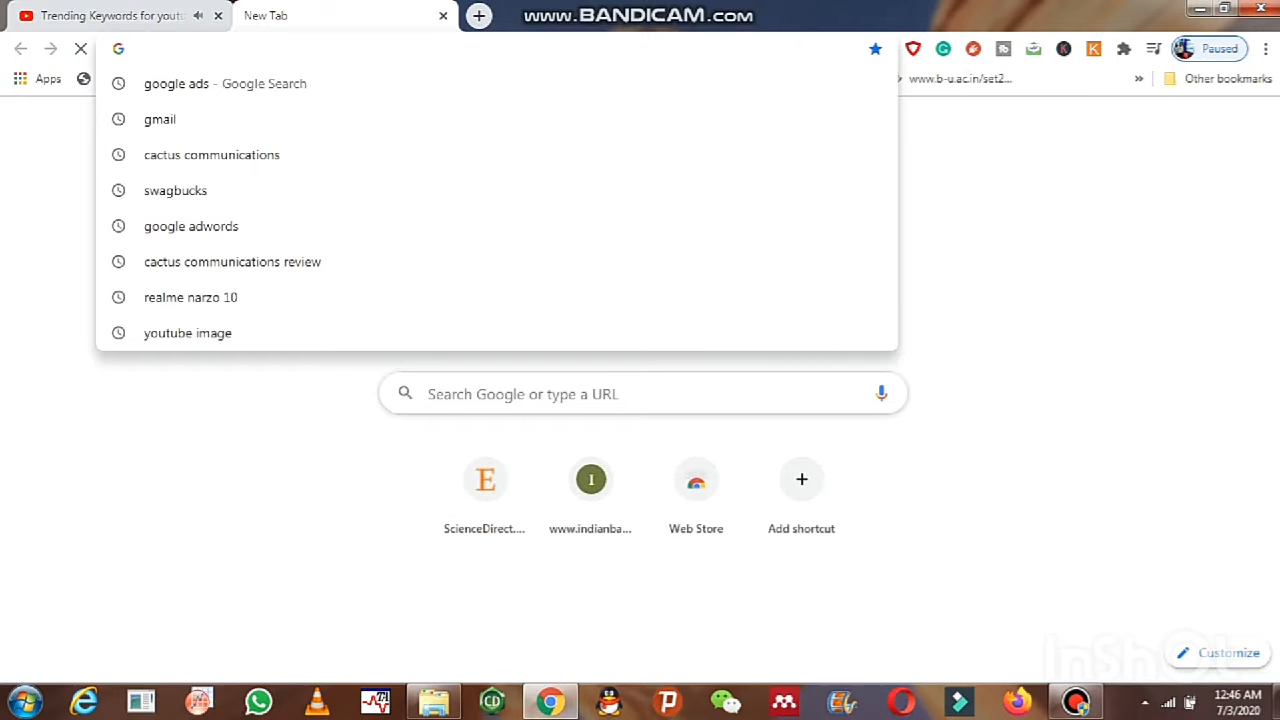 Trending Keywords for youtu
New Tab
www.BANDICAM.com
Paused
Apps
www.b-u.ac.in/set2...
Other bookmarks
google ads - Google Search
gmail
cactus communications
swagbucks
google adwords
cactus communications review
realme narzo 10
youtube image
Search Google or type a URL
E
I
ScienceDirect....
www.indianba...
Web Store
Add shortcut
InShOt
Customize
12:46 AM
7/3/2020